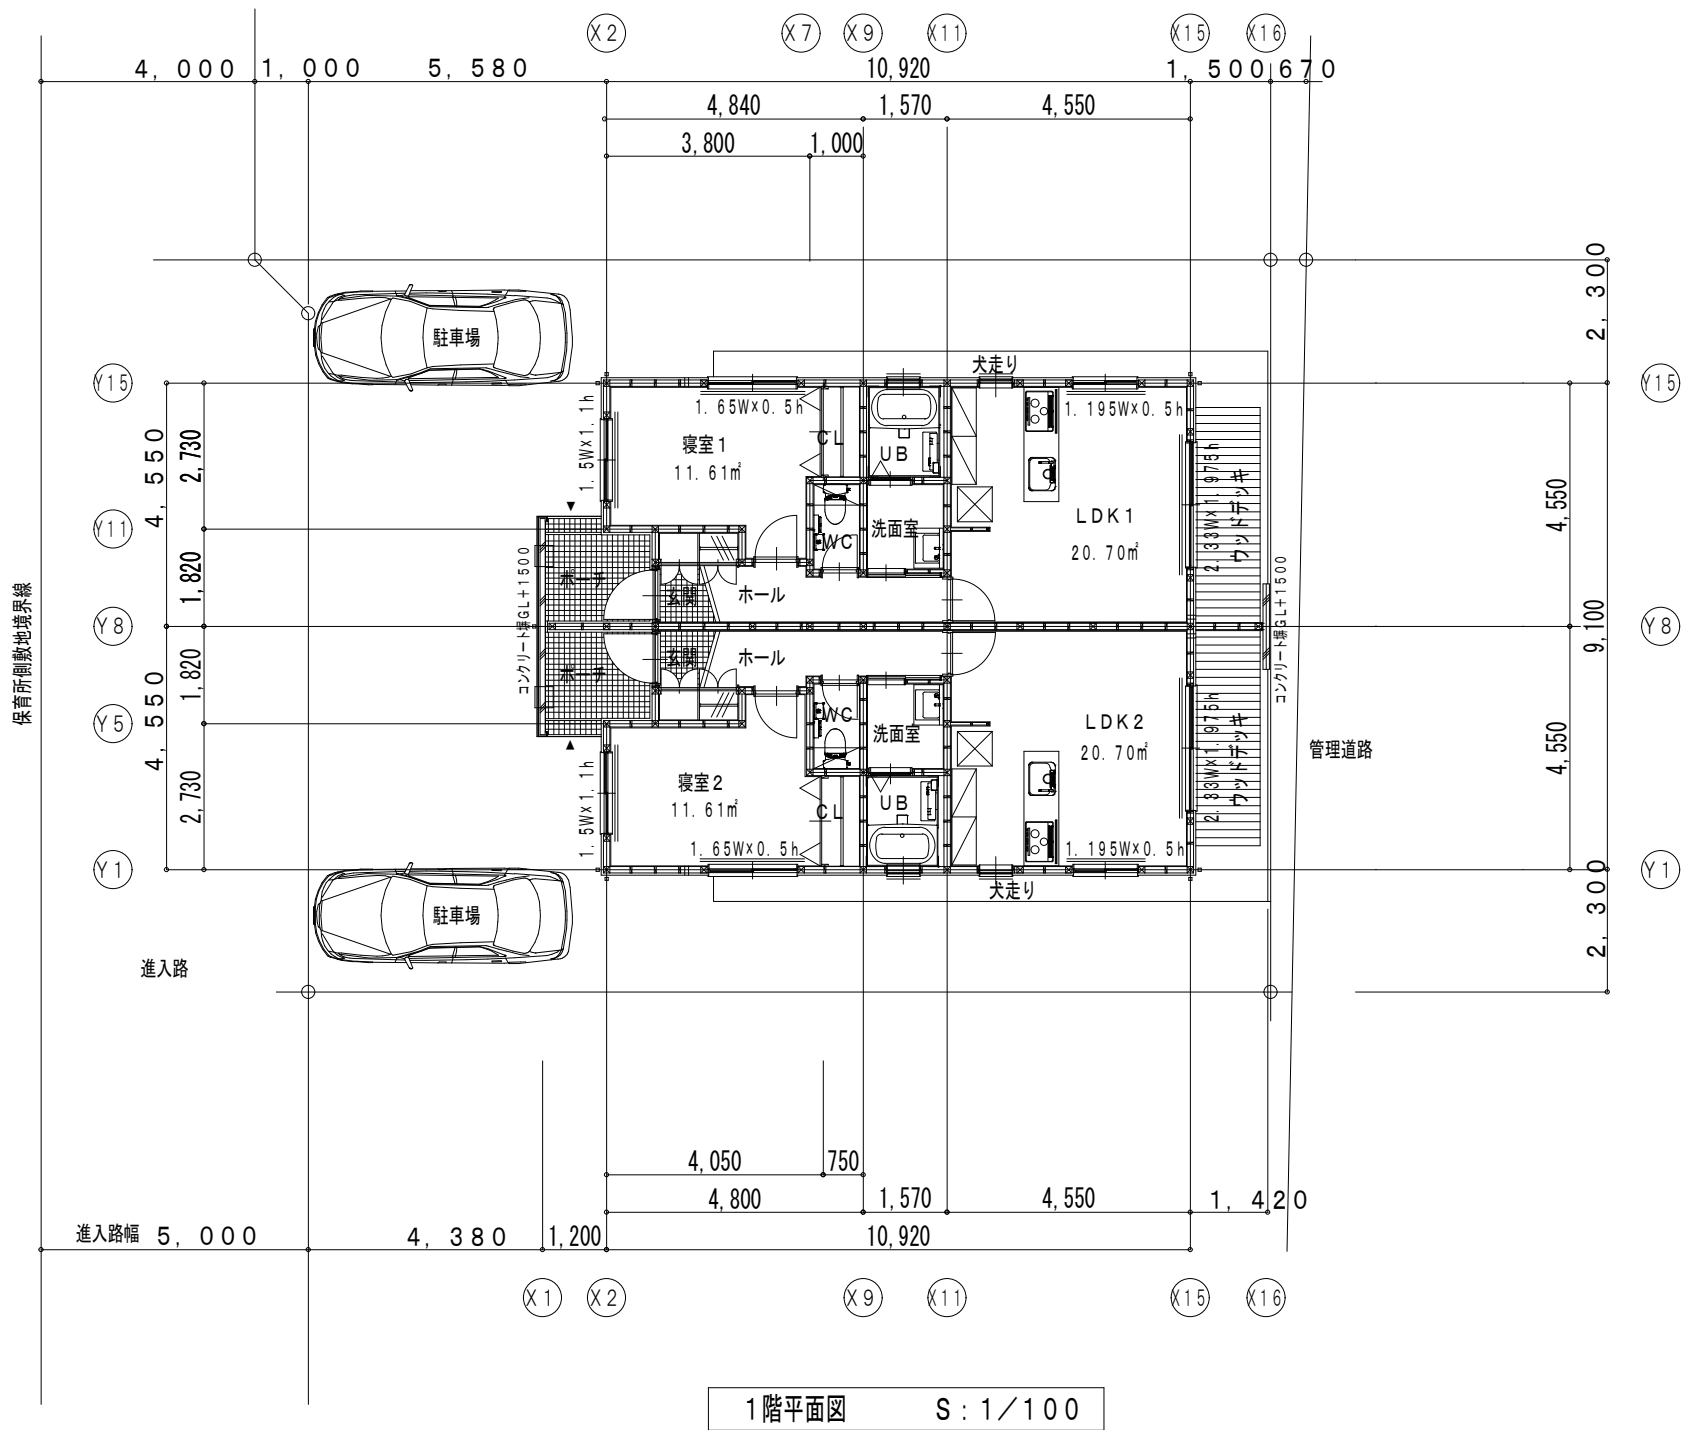 X2 X7 X9 X11 X15 X16
4,000 1,000 5,580 10,920 1,500 670
4,840 1,570 4,550
3,800 1,000
2,300
駐車場
犬走り
Y15 Y15
1.65W×0.5h 1.195W×0.5h
1.5W×1.1h
4,550 2,730
寝室1
11.61㎡
CL
UB
2.33W×1.975h
ウッドデッキ
LDK1
20.70㎡
4,550
Y11
洗面室
WC
コンクリート塀GL+1500
ポーチ
玄関
ホール
1,820
保育所側敷地境界線
Y8 Y8
9,100
コンクリート塀GL+1500
ポーチ
玄関
ホール
4,550 1,820
WC
洗面室
LDK2
20.70㎡
Y5
管理道路
4,550
2.33W×1.975h
ウッドデッキ
2,730
1.5W×1.1h
寝室2
11.61㎡
CL
UB
1.65W×0.5h 1.195W×0.5h
Y1 Y1
犬走り
駐車場
2,300
進入路
4,050 750
4,800 1,570 4,550 1,420
進入路幅 5,000 4,380 1,200 10,920
X1 X2 X9 X11 X15 X16
1階平面図 S:1/100